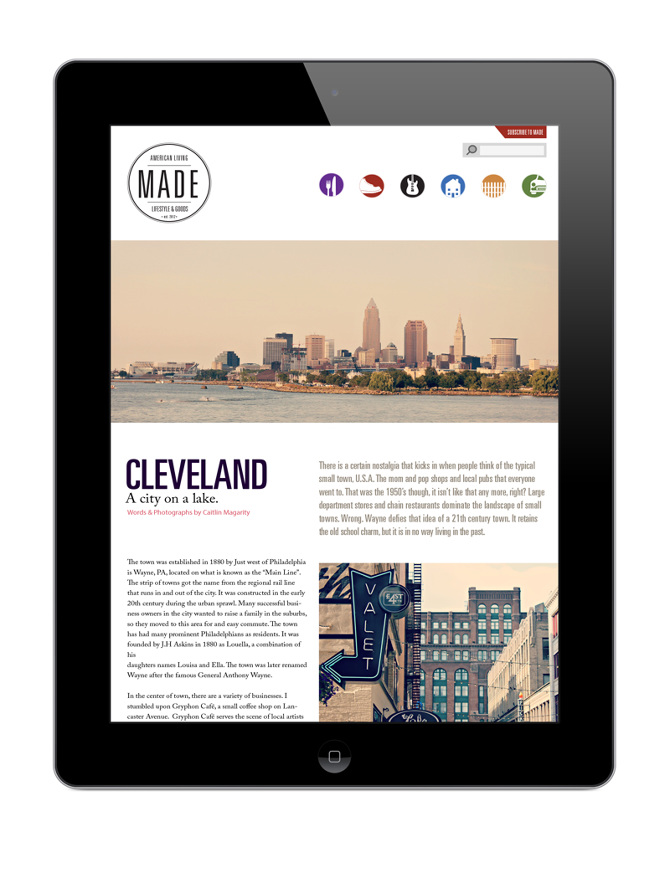 SUBSCRIBE TO MADE
AMERICAN LIVING
MADE
LIFESTYLE & GOODS
CLEVELAND
A city on a lake.
Words & Photographs by Caitlin Magarity
There is a certain nostalgia that kicks in when people think of the typical
small town, U.S.A. The mom and pop shops and local pubs that everyone
went to. That was the 1950's though, it isn't like that any more, right? Large
department stores and chain restaurants dominate the landscape of small
towns. Wrong. Wayne defies that idea of a 21th century town. It retains
the old school charm, but it is in no way living in the past.
The town was established in 1880 by Just west of Philadelphia
is Wayne, PA, located on what is known as the “Main Line”.
The strip of towns got the name from the regional rail line
that runs in and out of the city. It was constructed in the early
20th century during the urban sprawl. Many successful busi-
ness owners in the city wanted to raise a family in the suburbs,
so they moved to this area for and easy commute. The town
has had many prominent Philadelphians as residents. It was
founded by J.H Askins in 1880 as Louella, a combination of
his
daughters names Louisa and Ella. The town was later renamed
Wayne after the famous General Anthony Wayne.
In the center of town, there are a variety of businesses. I
stumbled upon Gryphon Café, a small coffee shop on Lan-
caster Avenue.  Gryphon Café serves the scene of local artists
EAST
4th
VALET